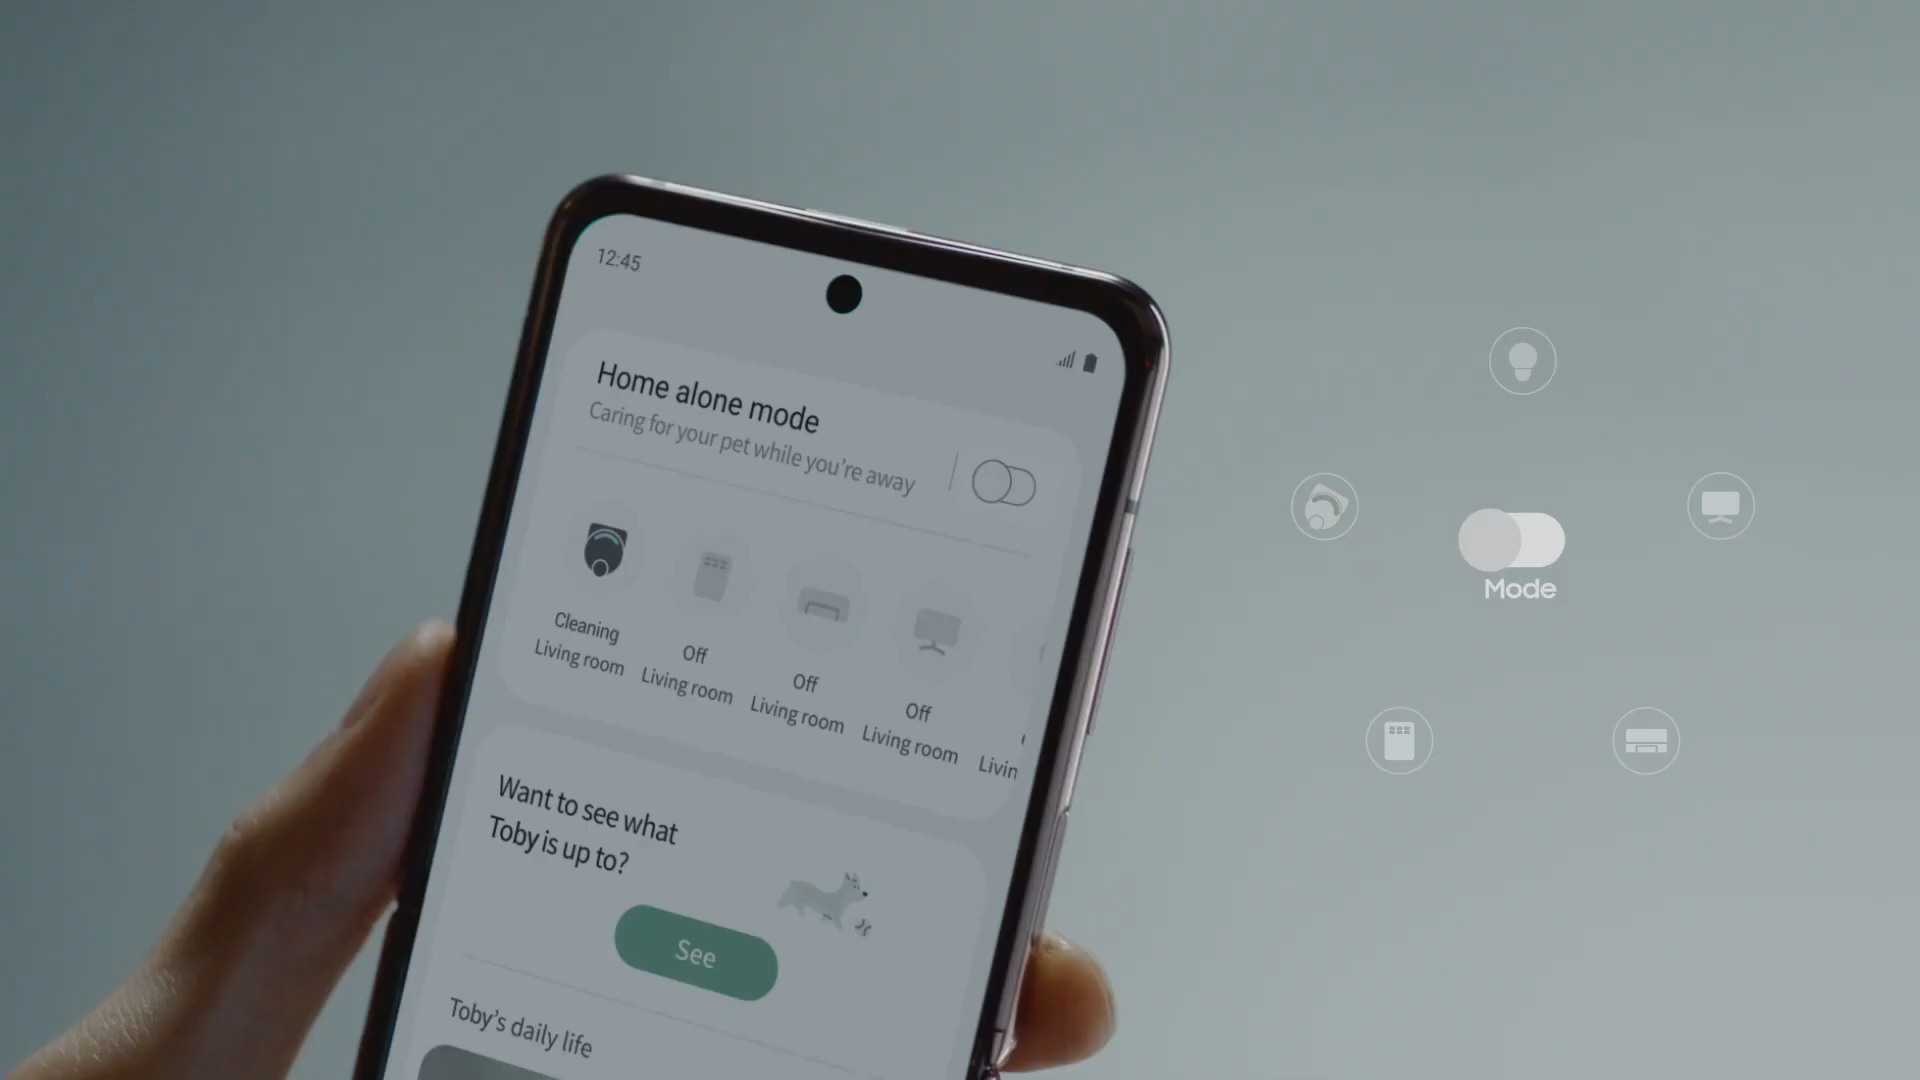 12:45
Home alone mode
Caring for your pet while you're away
Cleaning
Living room
Off
Living room
Off
Living room
Off
Living room
Livin
Want to see what
Toby is up to?
See
Toby's daily life
Mode